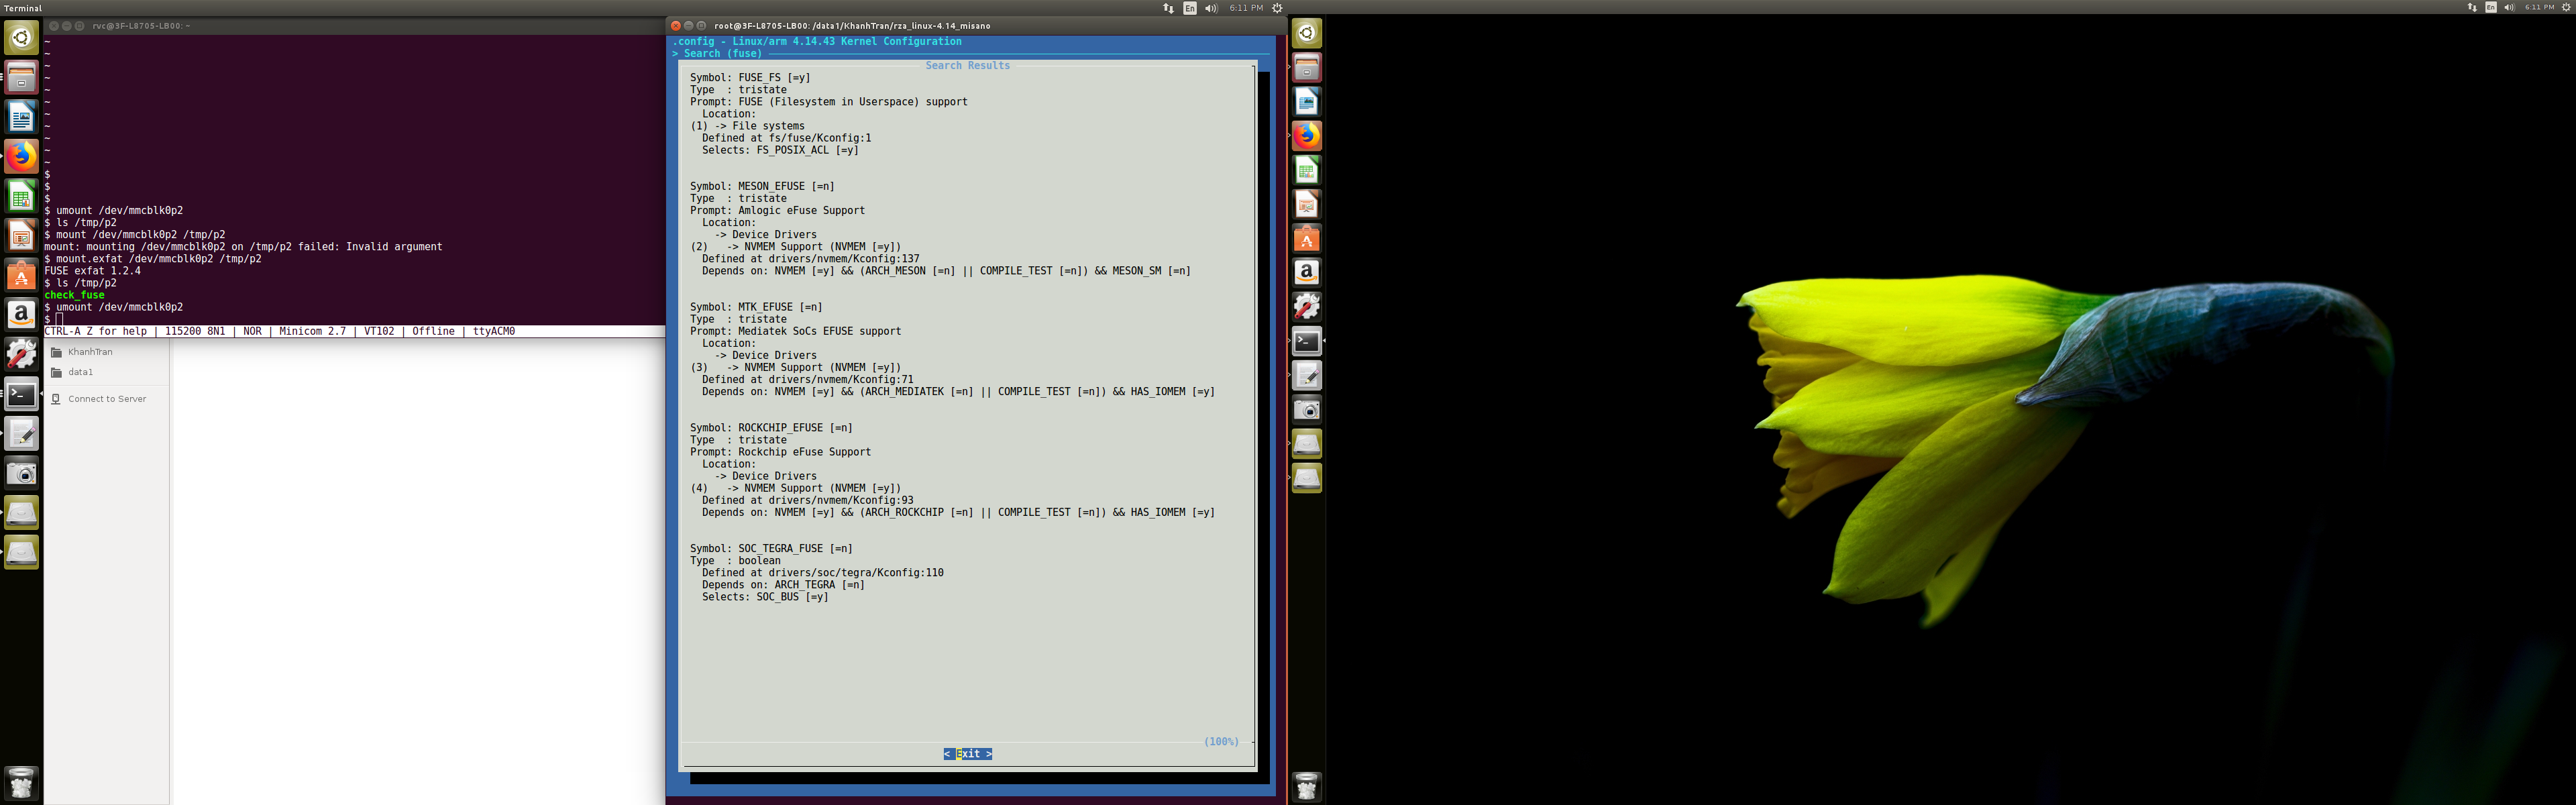 Terminal
En
6:11 PM
En
6:11 PM
rvc@3F-L8705-LB00: ~
~
~
~
~
~
~
~
~
~
~
~
$
$
$
$ umount /dev/mmcblk0p2
$ ls /tmp/p2
$ mount /dev/mmcblk0p2 /tmp/p2
mount: mounting /dev/mmcblk0p2 on /tmp/p2 failed: Invalid argument
$ mount.exfat /dev/mmcblk0p2 /tmp/p2
FUSE exfat 1.2.4
$ ls /tmp/p2
check_fuse
$ umount /dev/mmcblk0p2
$
CTRL-A Z for help | 115200 8N1 | NOR | Minicom 2.7 | VT102 | Offline | ttyACM0
KhanhTran
data1
Connect to Server
root@3F-L8705-LB00: /data1/KhanhTran/rza_linux-4.14_misano
.config - Linux/arm 4.14.43 Kernel Configuration
> Search (fuse)
Search Results
Symbol: FUSE_FS [=y]
Type  : tristate
Prompt: FUSE (Filesystem in Userspace) support
Location:
(1) -> File systems
Defined at fs/fuse/Kconfig:1
Selects: FS_POSIX_ACL [=y]
Symbol: MESON_EFUSE [=n]
Type  : tristate
Prompt: Amlogic eFuse Support
Location:
-> Device Drivers
(2)   -> NVMEM Support (NVMEM [=y])
Defined at drivers/nvmem/Kconfig:137
Depends on: NVMEM [=y] && (ARCH_MESON [=n] || COMPILE_TEST [=n]) && MESON_SM [=n]
Symbol: MTK_EFUSE [=n]
Type  : tristate
Prompt: Mediatek SoCs EFUSE support
Location:
-> Device Drivers
(3)   -> NVMEM Support (NVMEM [=y])
Defined at drivers/nvmem/Kconfig:71
Depends on: NVMEM [=y] && (ARCH_MEDIATEK [=n] || COMPILE_TEST [=n]) && HAS_IOMEM [=y]
Symbol: ROCKCHIP_EFUSE [=n]
Type  : tristate
Prompt: Rockchip eFuse Support
Location:
-> Device Drivers
(4)   -> NVMEM Support (NVMEM [=y])
Defined at drivers/nvmem/Kconfig:93
Depends on: NVMEM [=y] && (ARCH_ROCKCHIP [=n] || COMPILE_TEST [=n]) && HAS_IOMEM [=y]
Symbol: SOC_TEGRA_FUSE [=n]
Type  : boolean
Defined at drivers/soc/tegra/Kconfig:110
Depends on: ARCH_TEGRA [=n]
Selects: SOC_BUS [=y]
(100%)
< Exit >